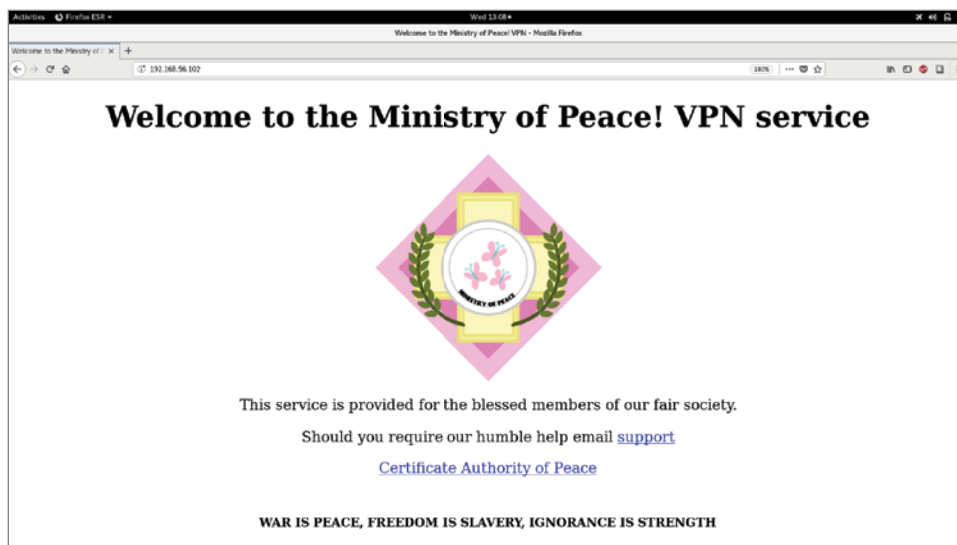 Activities Firefox ESR
Wed 13:08
Welcome to the Ministry of Peace! VPN - Mozilla Firefox
Welcome to the Ministry of
192.168.56.102
Welcome to the Ministry of Peace! VPN service
MINISTRY OF PEACE
This service is provided for the blessed members of our fair society.
Should you require our humble help email support
Certificate Authority of Peace
WAR IS PEACE, FREEDOM IS SLAVERY, IGNORANCE IS STRENGTH